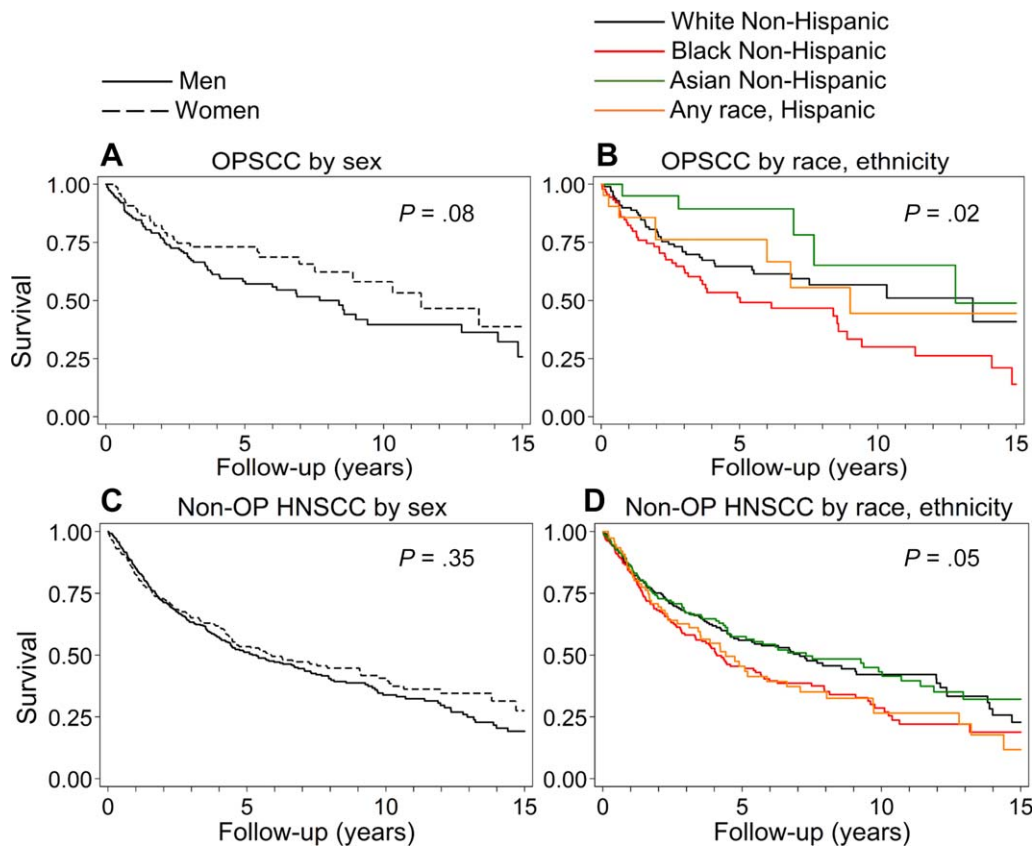 Men
Women
White Non-Hispanic
Black Non-Hispanic
Asian Non-Hispanic
Any race, Hispanic
A
OPSCC by sex
P = .08
1.00
0.75
0.50
0.25
0.00
Survival
0 5 10 15
Follow-up (years)
B
OPSCC by race, ethnicity
P = .02
1.00
0.75
0.50
0.25
0.00
0 5 10 15
Follow-up (years)
C
Non-OP HNSCC by sex
P = .35
1.00
0.75
0.50
0.25
0.00
Survival
0 5 10 15
Follow-up (years)
D
Non-OP HNSCC by race, ethnicity
P = .05
1.00
0.75
0.50
0.25
0.00
0 5 10 15
Follow-up (years)